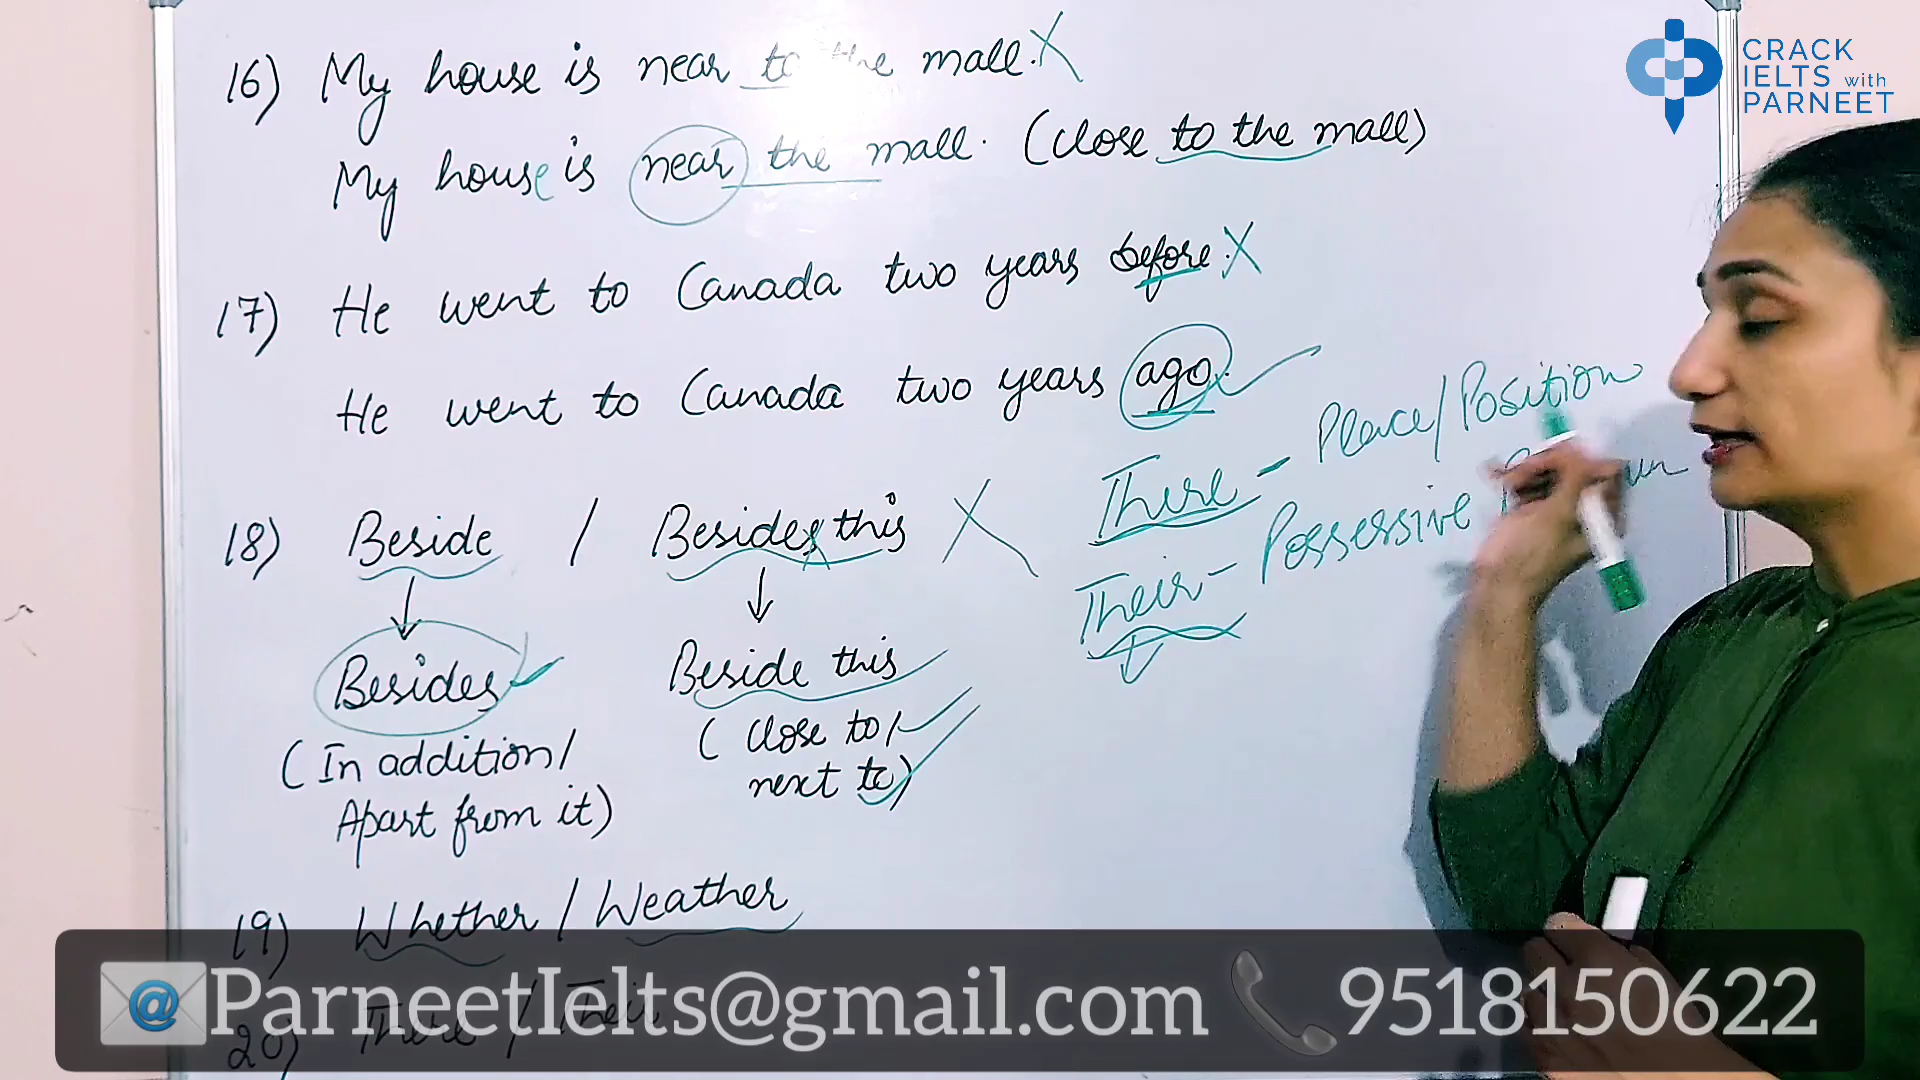 16) My house is near to the mall. X
My house is near the mall. (Close to the mall)
17) He went to Canada two years before. X
He went to Canada two years ago.
There - Place/Position
Their - Possessive
18) Beside / Besides this X
Besides
Beside this
(In addition/
Apart from it)
(Close to/
next to)
19) Whether / Weather
20) There / Their
CRACK
IELTS with
PARNEET
@ParneetIelts@gmail.com 9518150622